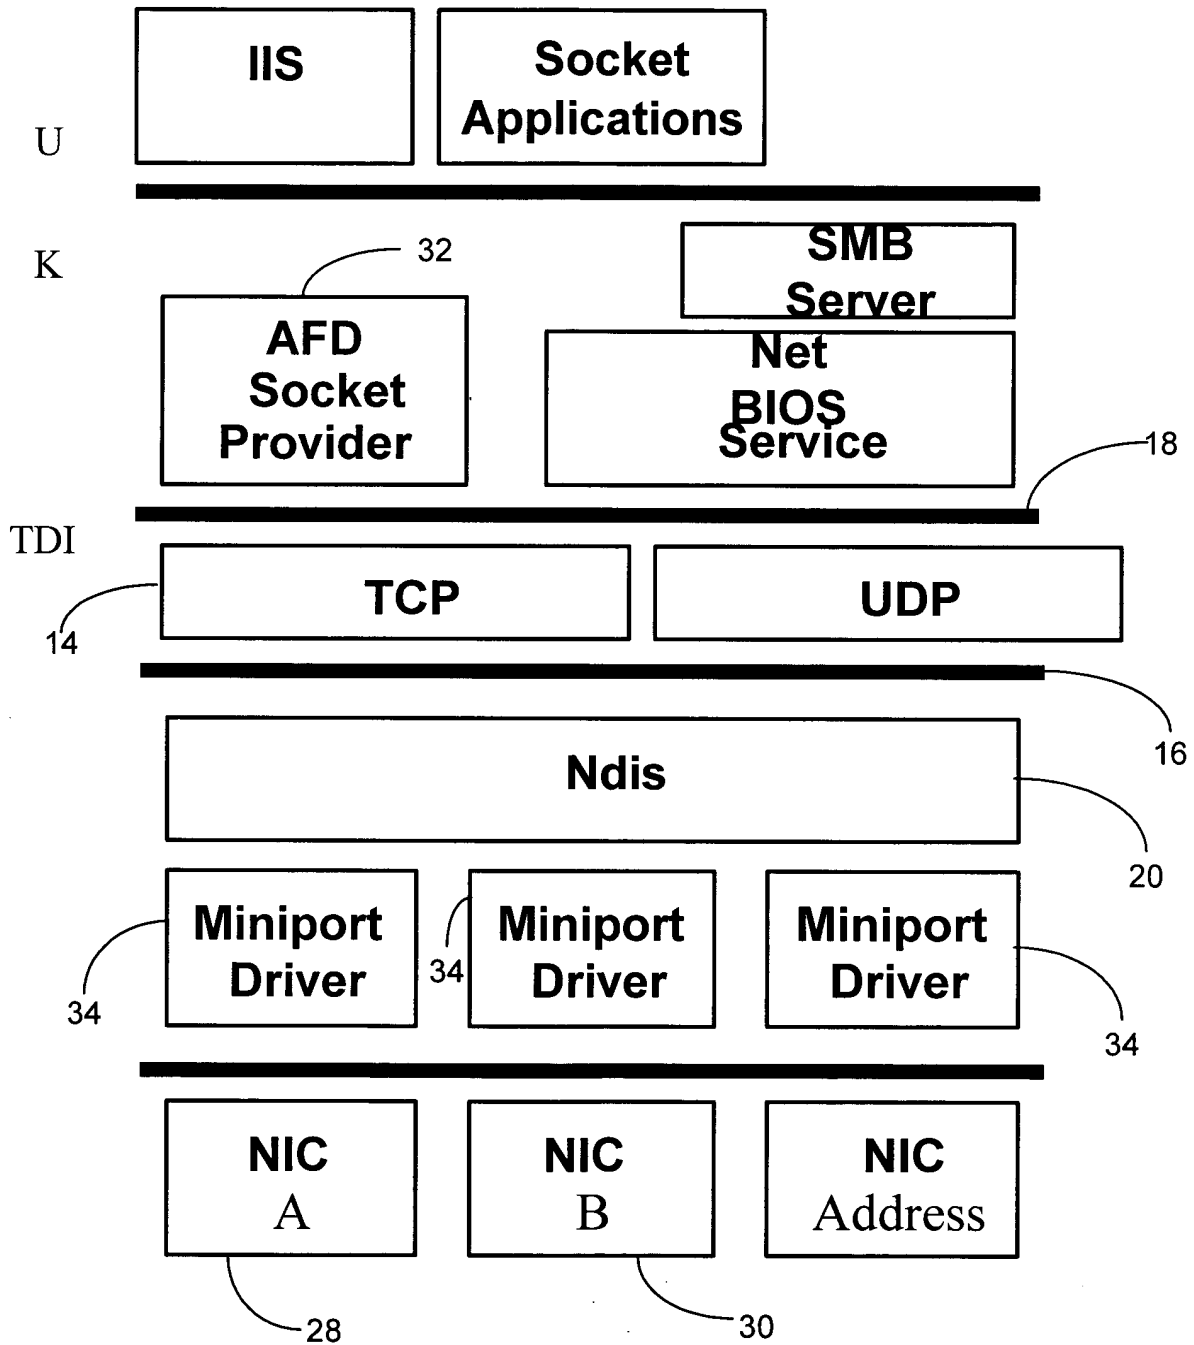 IIS
Socket
Applications
U
K
32
SMB
Server
AFD
Socket
Provider
Net
BIOS
Service
18
TDI
TCP
UDP
14
16
Ndis
20
Miniport
Driver
Miniport
Driver
Miniport
Driver
34
34
34
NIC
A
NIC
B
NIC
Address
28
30